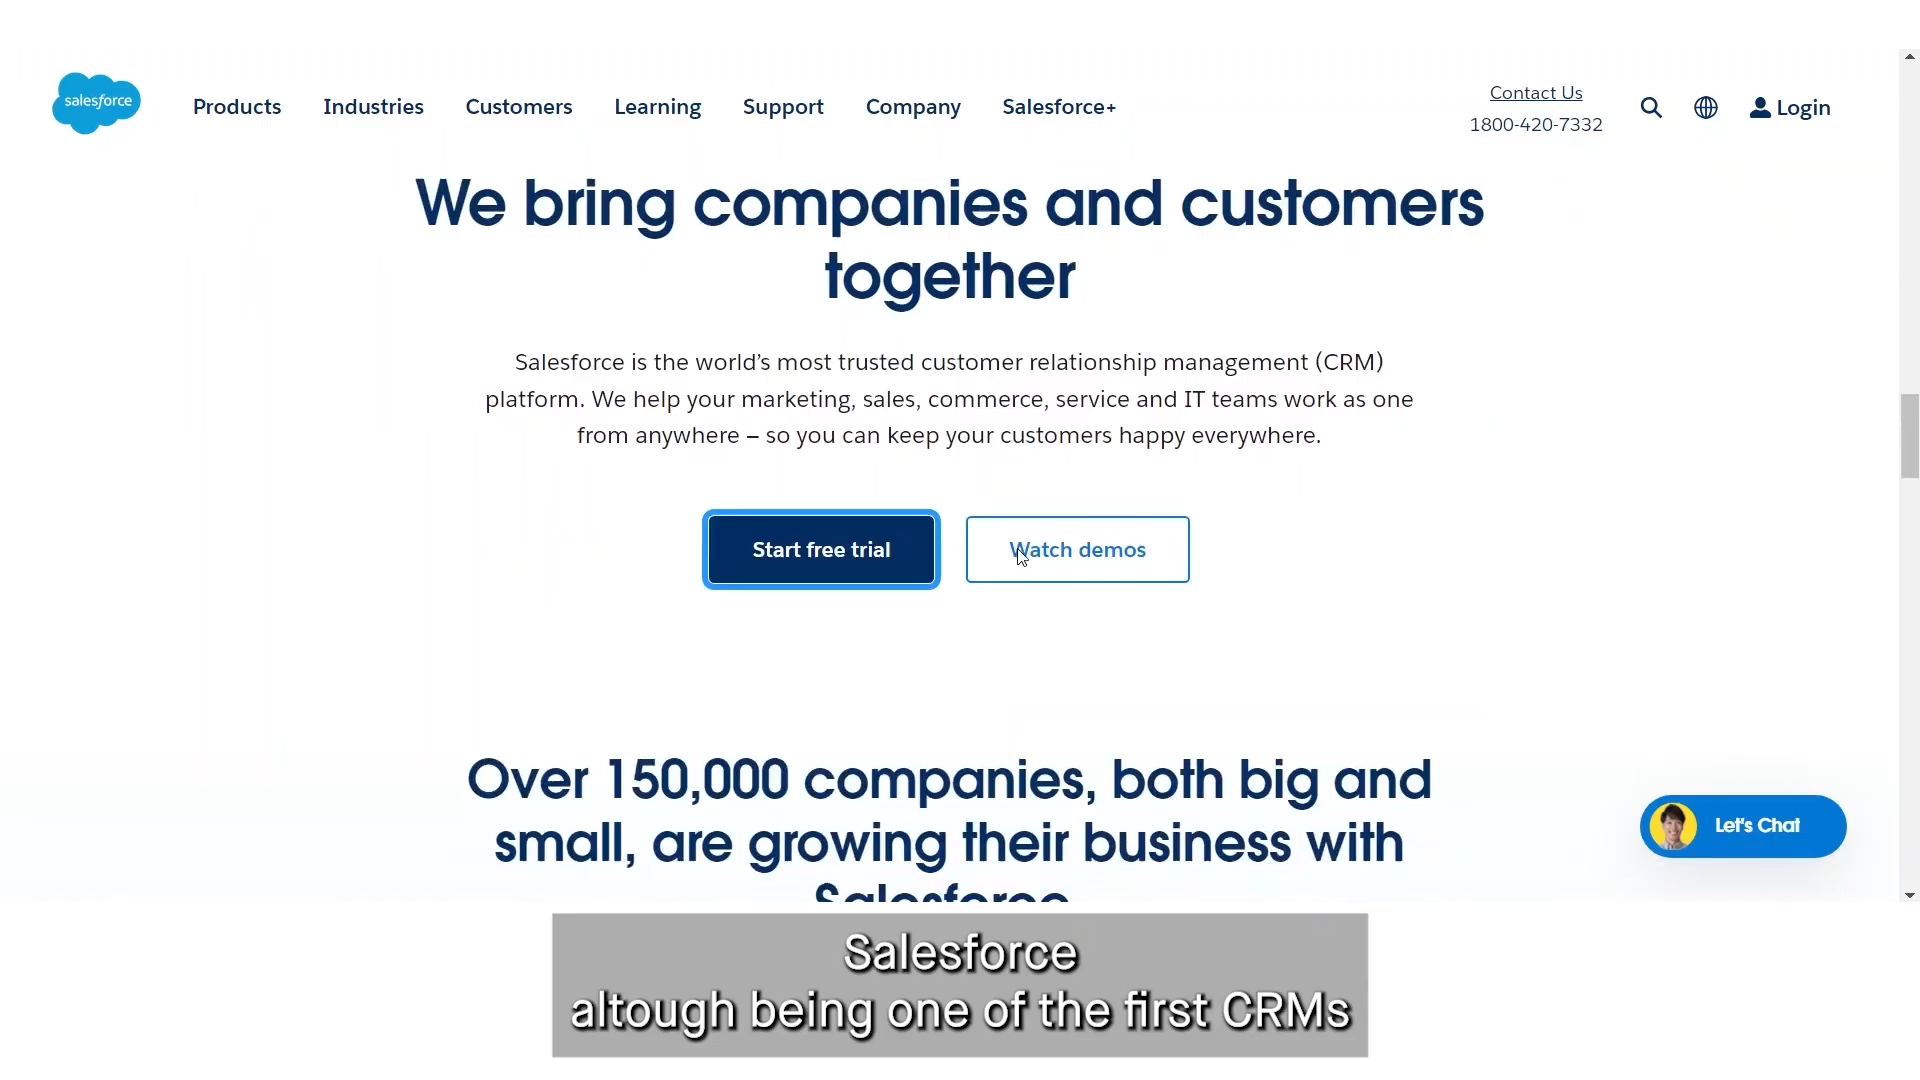 salesforce
Products
Industries
Customers
Learning
Support
Company
Salesforce+
Contact Us
1800-420-7332
Login
We bring companies and customers
together
Salesforce is the world’s most trusted customer relationship management (CRM)
platform. We help your marketing, sales, commerce, service and IT teams work as one
from anywhere – so you can keep your customers happy everywhere.
Start free trial
Watch demos
Over 150,000 companies, both big and
small, are growing their business with
Salesforce
Let's Chat
Salesforce
altough being one of the first CRMs